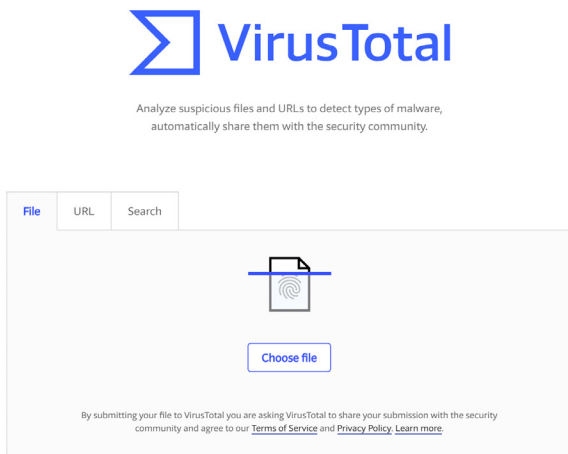 VirusTotal
Analyze suspicious files and URLs to detect types of malware,
automatically share them with the security community.
File URL Search
Choose file
By submitting your file to VirusTotal you are asking VirusTotal to share your submission with the security
community and agree to our Terms of Service and Privacy Policy. Learn more.